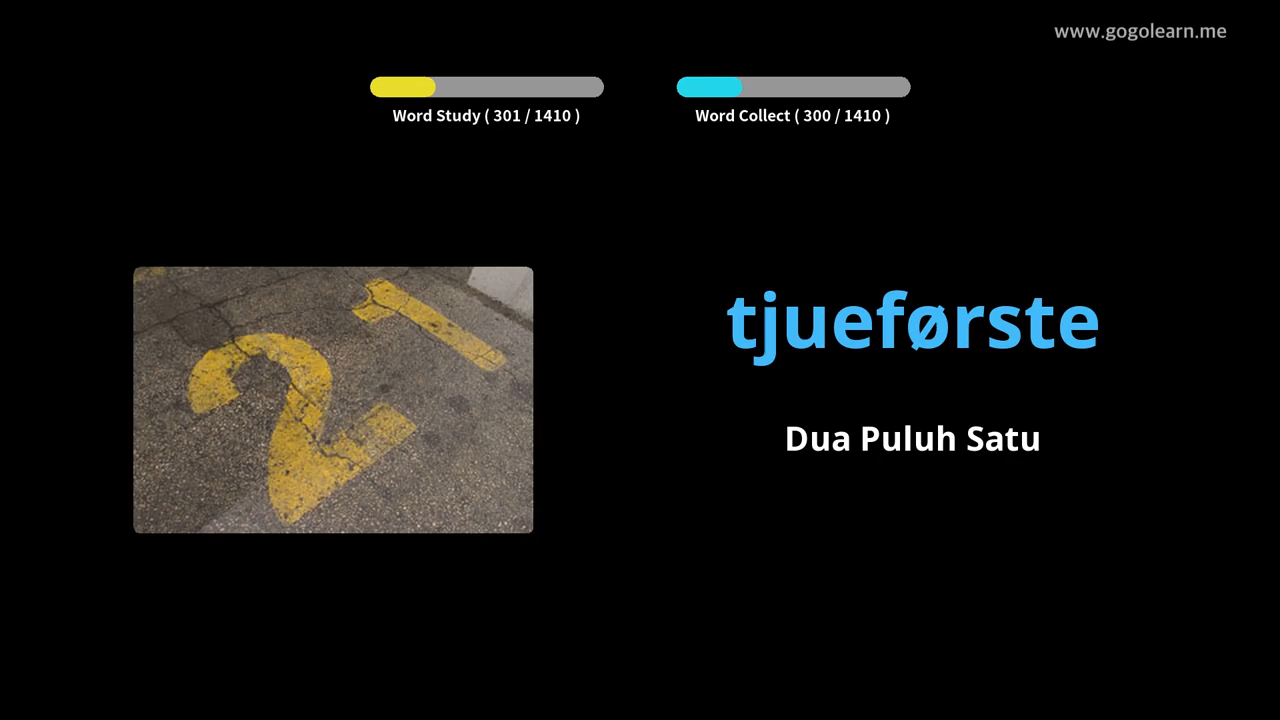 www.gogolearn.me
Word Study ( 301 / 1410 )
Word Collect ( 300 / 1410 )
21
tjueførste
Dua Puluh Satu